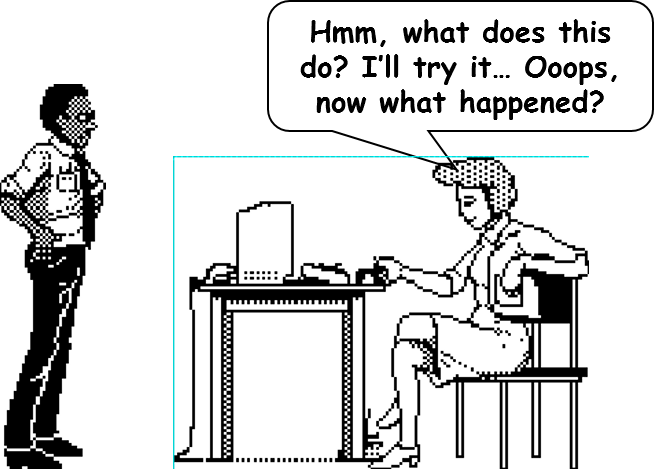 Hmm, what does this
do? I'll try it... Ooops,
now what happened?